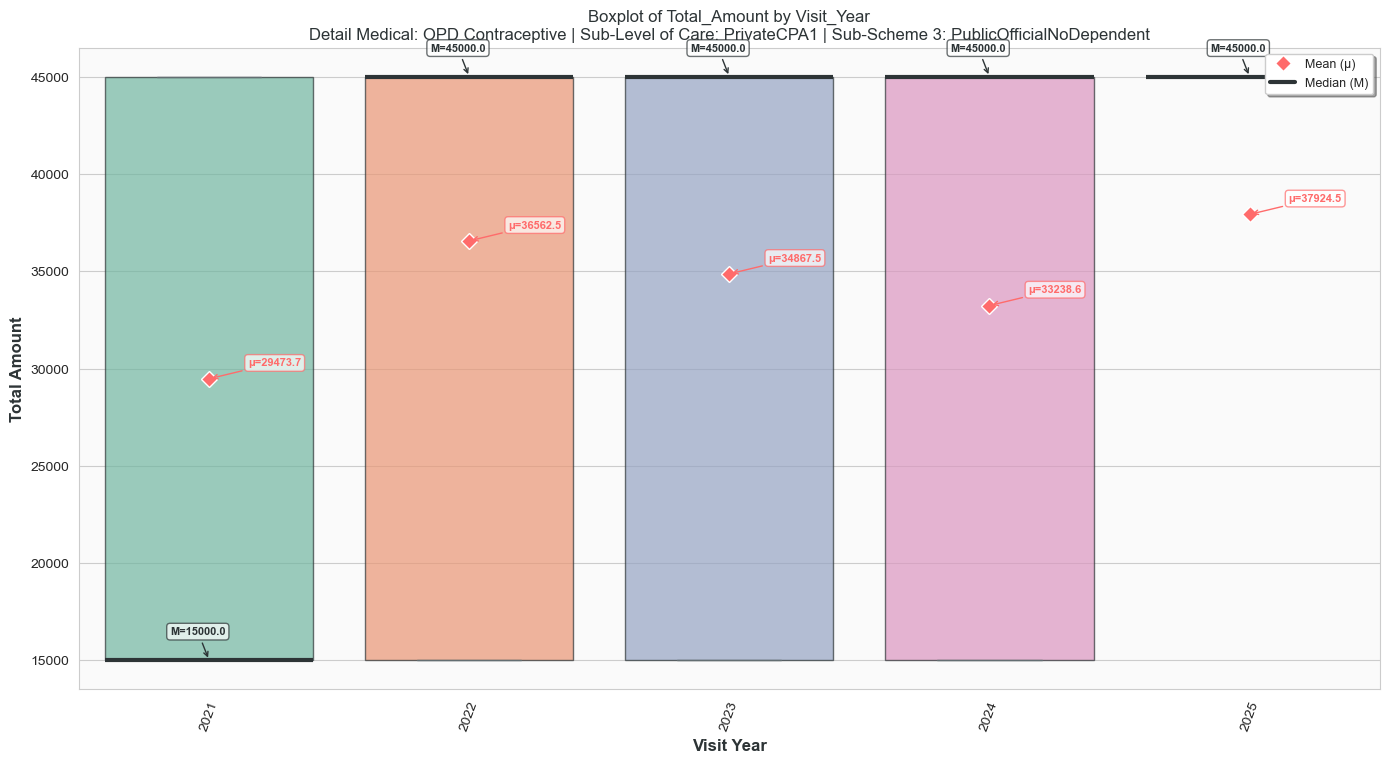 Boxplot of Total_Amount by Visit_Year
Detail Medical: OPD Contraceptive | Sub-Level of Care: PrivateCPA1 | Sub-Scheme 3: PublicOfficialNoDependent
M=45000.0
M=45000.0
M=45000.0
M=45000.0
Mean (μ)
Median (M)
45000
40000
35000
30000
25000
20000
15000
μ=37924.5
μ=36562.5
μ=34867.5
μ=33238.6
μ=29473.7
M=15000.0
Total Amount
2021
2022
2023
2024
2025
Visit Year